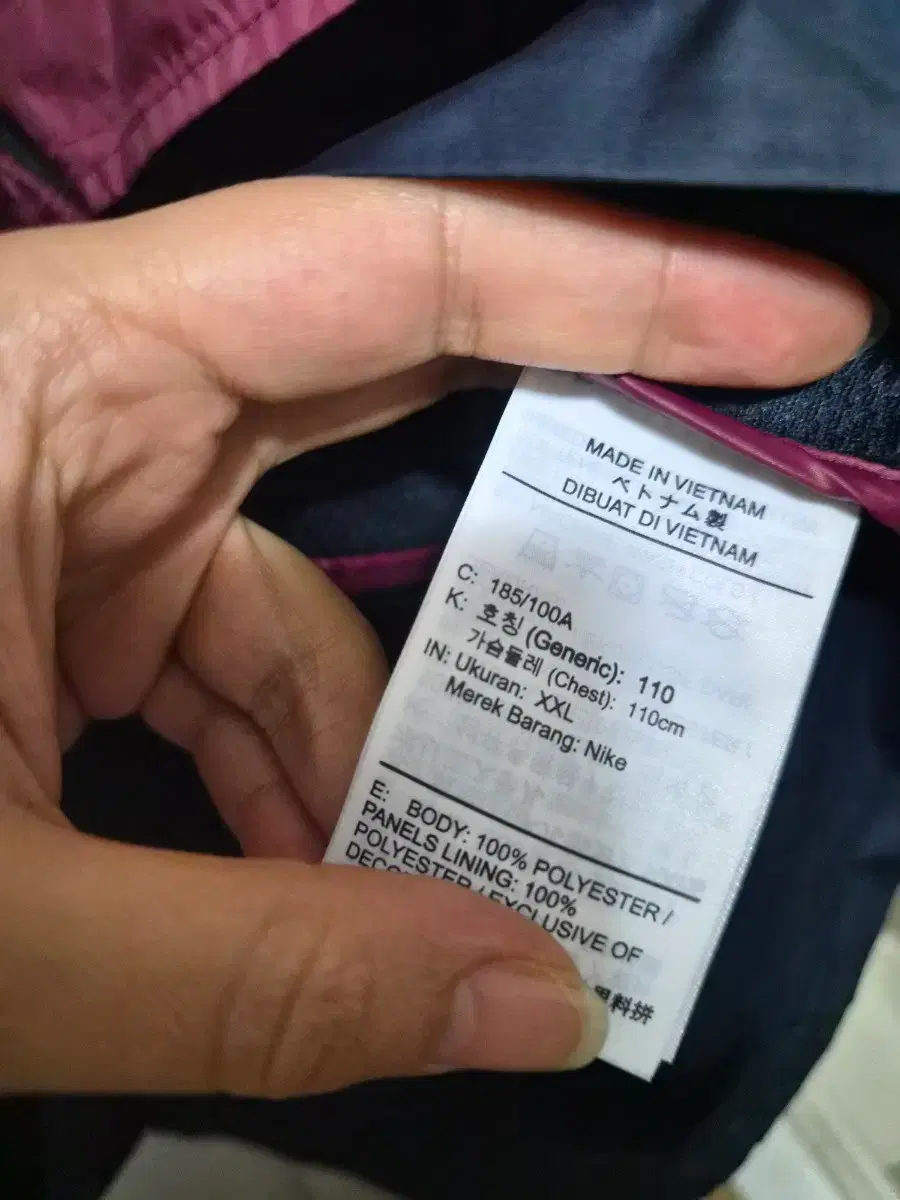 MADE IN VIETNAM
ベトナム製
DIBUAT DI VIETNAM
C: 185/100A
K: 호칭 (Generic): 110
가슴둘레 (Chest): 110cm
IN: Ukuran: XXL
Merek Barang: Nike
E: BODY: 100% POLYESTER /
PANELS LINING: 100%
POLYESTER / EXCLUSIVE OF
料拼